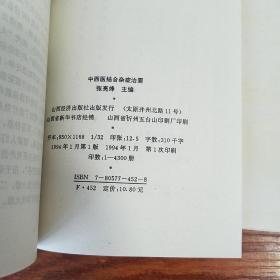 中西医结合杂症治要
张亮峰 主编
山西经济出版社出版发行 (太原并州北路11号)
山西省新华书店经销 山西省忻州五台山印刷厂印刷
开本:850×1168 1/32 印张:12.5 字数:310千字
1994年1月第1版 1994年1月 第1次印刷
印数:1—4300册
ISBN 7—80577—452—8
F·452 定价:10.80元